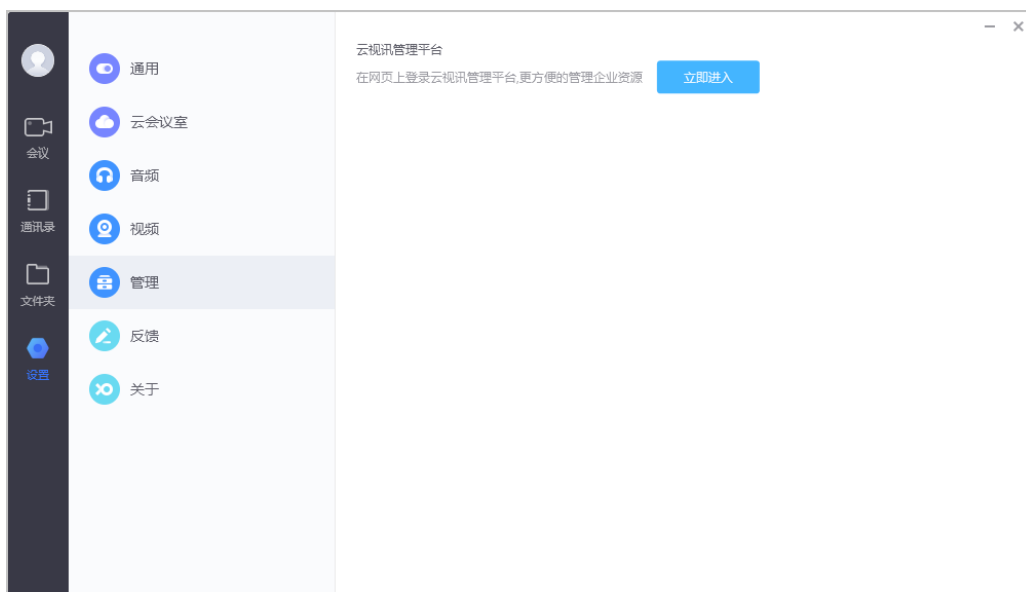 会议
通讯录
文件夹
设置
通用
云会议室
音频
视频
管理
反馈
关于
云视讯管理平台
在网页上登录云视讯管理平台,更方便的管理企业资源
立即进入